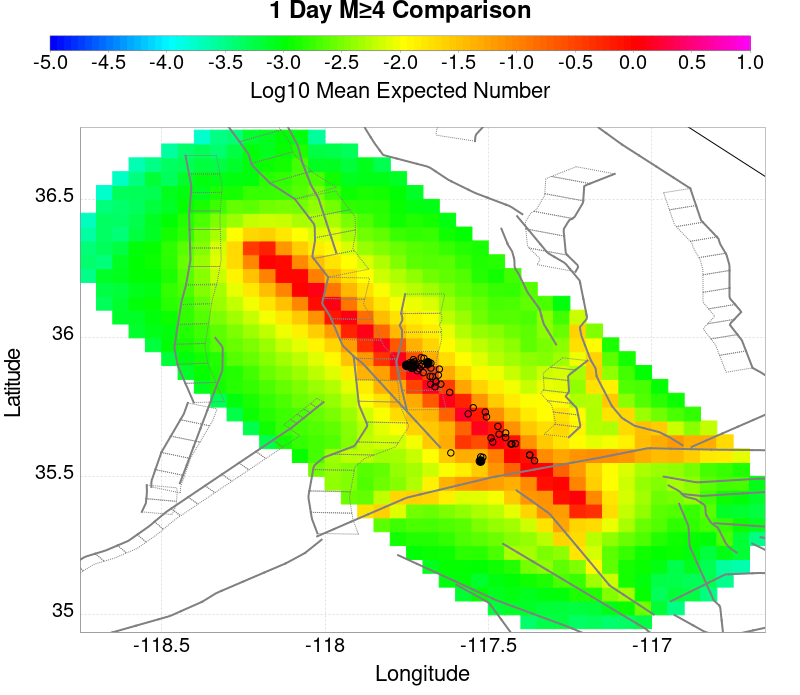 1 Day M≥4 Comparison
-5.0 -4.5 -4.0 -3.5 -3.0 -2.5 -2.0 -1.5 -1.0 -0.5 0.0 0.5 1.0
Log10 Mean Expected Number
36.5
36
35.5
35
Latitude
-118.5 -118 -117.5 -117
Longitude